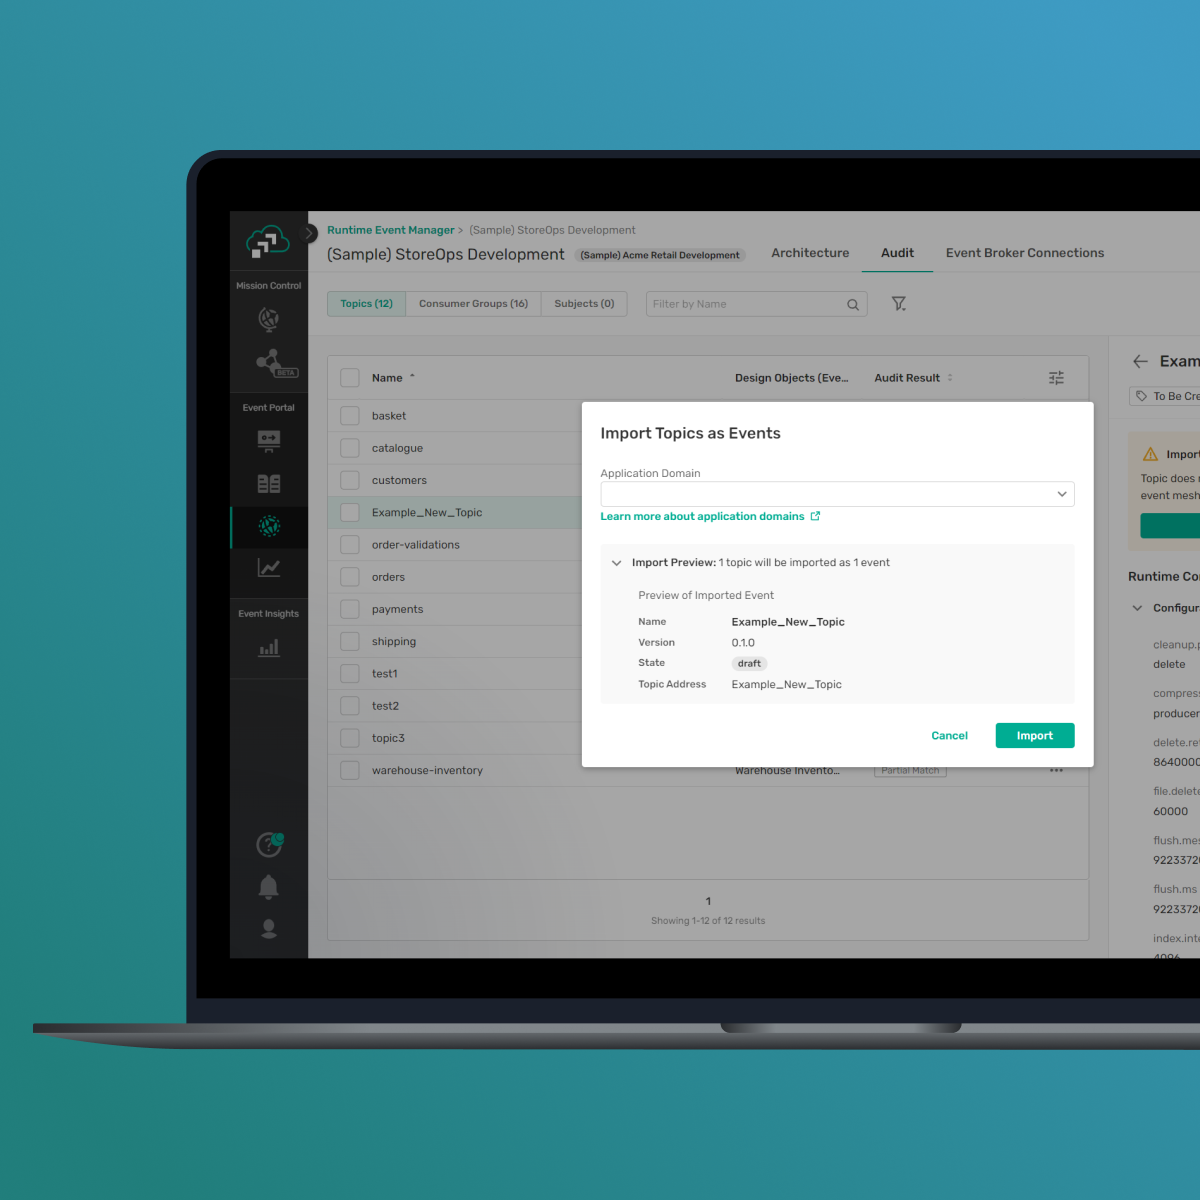 Runtime Event Manager > (Sample) StoreOps Development
(Sample) StoreOps Development (Sample) Acme Retail Development
Architecture Audit Event Broker Connections
Mission Control
BETA
Event Portal
Event Insights
Topics (12) Consumer Groups (16) Subjects (0) Filter by Name
Name Design Objects (Eve... Audit Result
basket
catalogue
customers
Example_New_Topic
order-validations
orders
payments
shipping
test1
test2
topic3
warehouse-inventory Warehouse Invento... Partial Match
1
Showing 1-12 of 12 results
Import Topics as Events
Application Domain
Learn more about application domains
Import Preview: 1 topic will be imported as 1 event
Preview of Imported Event
Name Example_New_Topic
Version 0.1.0
State draft
Topic Address Example_New_Topic
Cancel Import
Exam
To Be Cre
Import
Topic does
event mesh
Runtime Co
Configur
cleanup.p
delete
compress
producer
delete.re
8640000
file.delete
60000
flush.mes
9223372
flush.ms
9223372
index.inte
4096